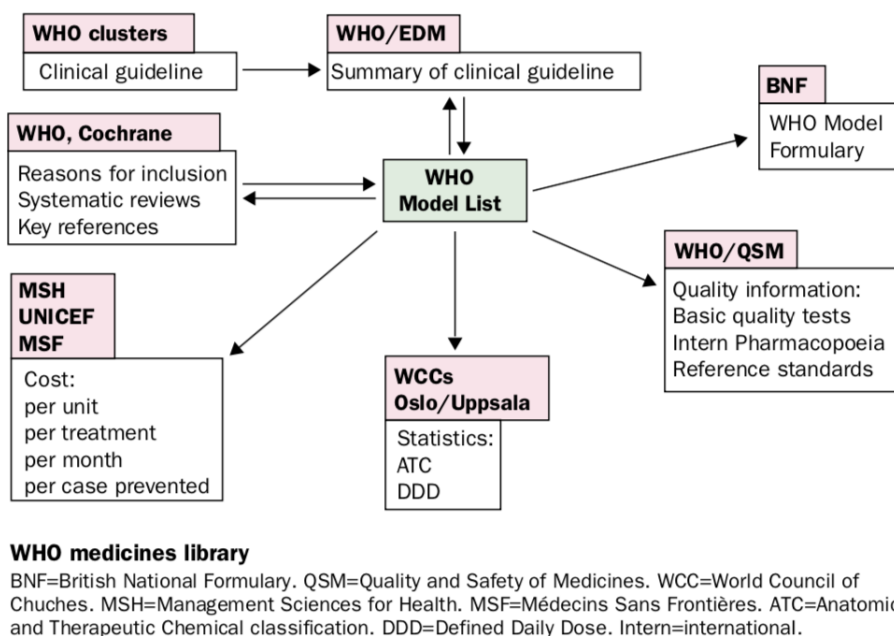 WHO clusters
Clinical guideline
WHO/EDM
Summary of clinical guideline
BNF
WHO Model
Formulary
WHO, Cochrane
Reasons for inclusion
Systematic reviews
Key references
WHO
Model List
WHO/QSM
Quality information:
Basic quality tests
Intern Pharmacopoeia
Reference standards
MSH
UNICEF
MSF
Cost:
per unit
per treatment
per month
per case prevented
WCCs
Oslo/Uppsala
Statistics:
ATC
DDD
WHO medicines library
BNF=British National Formulary. QSM=Quality and Safety of Medicines. WCC=World Council of
Chuches. MSH=Management Sciences for Health. MSF=Médecins Sans Frontières. ATC=Anatomic
and Therapeutic Chemical classification. DDD=Defined Daily Dose. Intern=international.